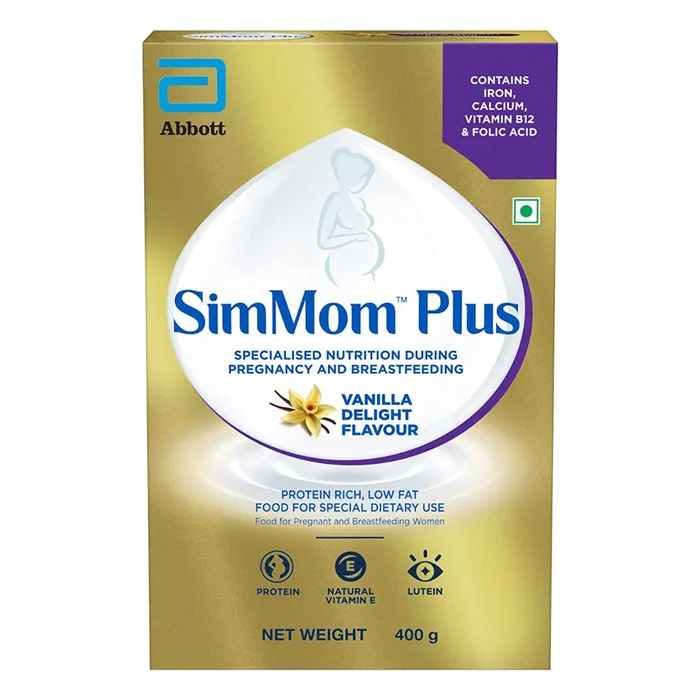 SimMom Plus
Abbott
CONTAINS
IRON,
CALCIUM,
VITAMIN B12
& FOLIC ACID
SimMom™ Plus
SPECIALISED NUTRITION DURING
PREGNANCY AND BREASTFEEDING
VANILLA
DELIGHT
FLAVOUR
PROTEIN RICH, LOW FAT
FOOD FOR SPECIAL DIETARY USE
Food for Pregnant and Breastfeeding Women
PROTEIN
E
NATURAL
VITAMIN E
LUTEIN
NET WEIGHT 400 g